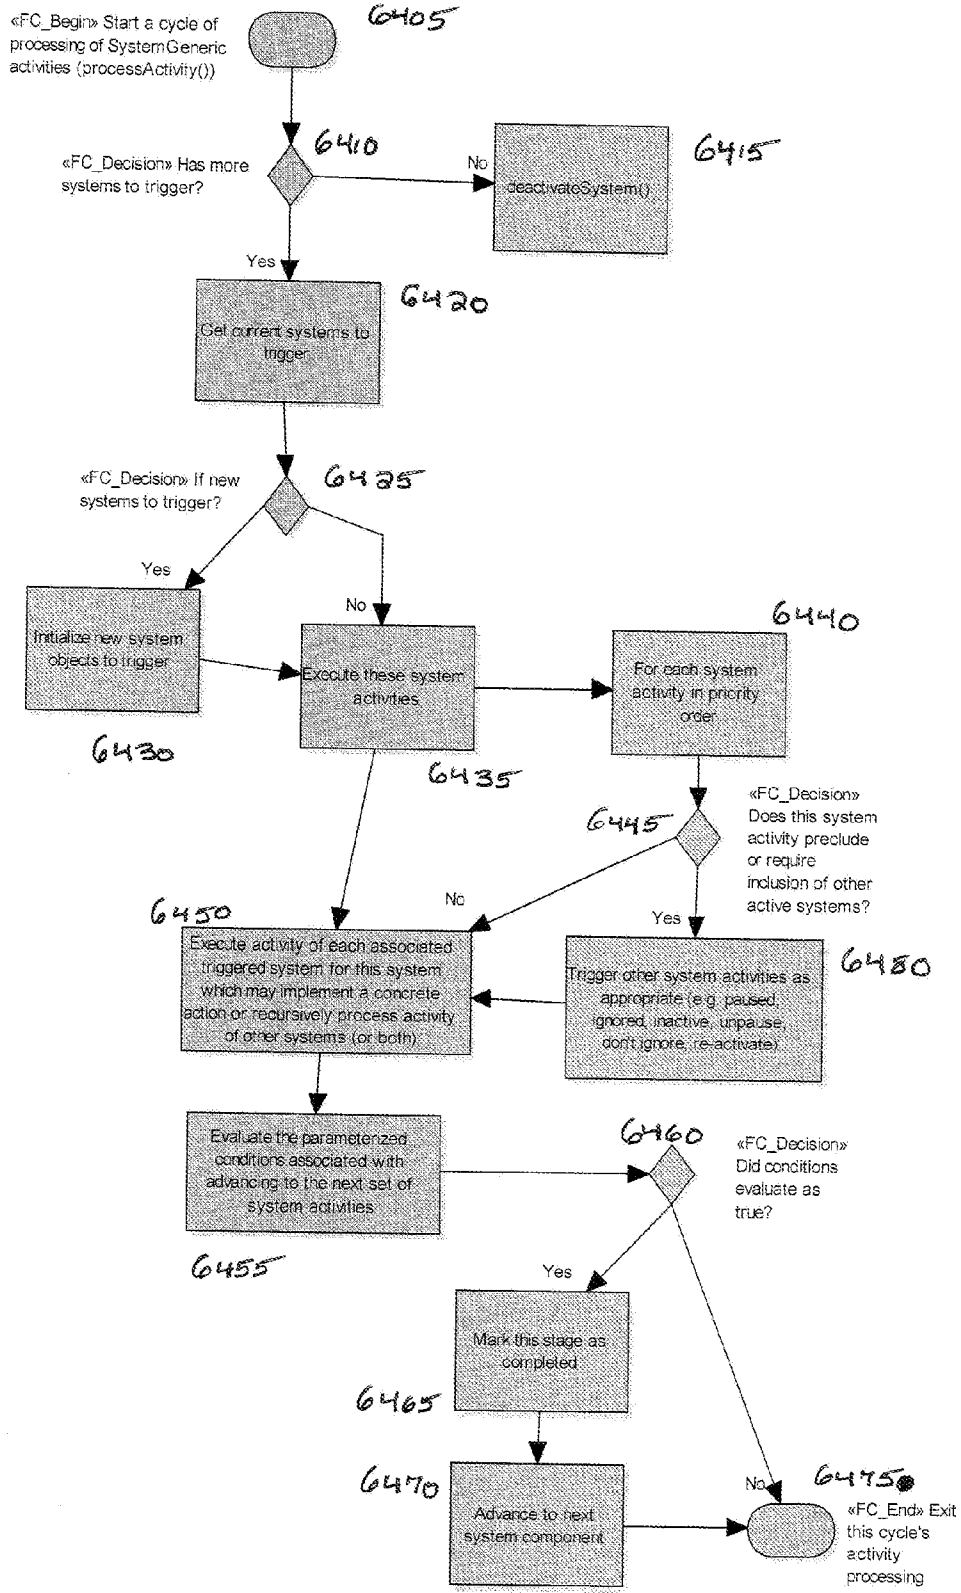 «FC_Begin» Start a cycle of
processing of SystemGeneric
activities (processActivity())
6405
6410
«FC_Decision» Has more
systems to trigger?
No
deactivateSystem()
6415
Yes
6420
Get current systems to
trigger
«FC_Decision» If new
systems to trigger?
6425
Yes
No
Initialize new system
objects to trigger
6430
Execute these system
activities
6435
6440
For each system
activity in priority
order
6445
«FC_Decision»
Does this system
activity preclude
or require
inclusion of other
active systems?
No
Yes
6450
Execute activity of each associated
triggered system for this system
which may implement a concrete
action or recursively process activity
of other systems (or both)
6480
Trigger other system activities as
appropriate (e.g. paused,
ignored, inactive, unpause,
don't ignore, re-activate)
Evaluate the parameterized
conditions associated with
advancing to the next set of
system activities
6455
6460
«FC_Decision»
Did conditions
evaluate as
true?
Yes
Mark this stage as
completed
6465
6470
Advance to next
system component
No
6475
«FC_End» Exit
this cycle's
activity
processing